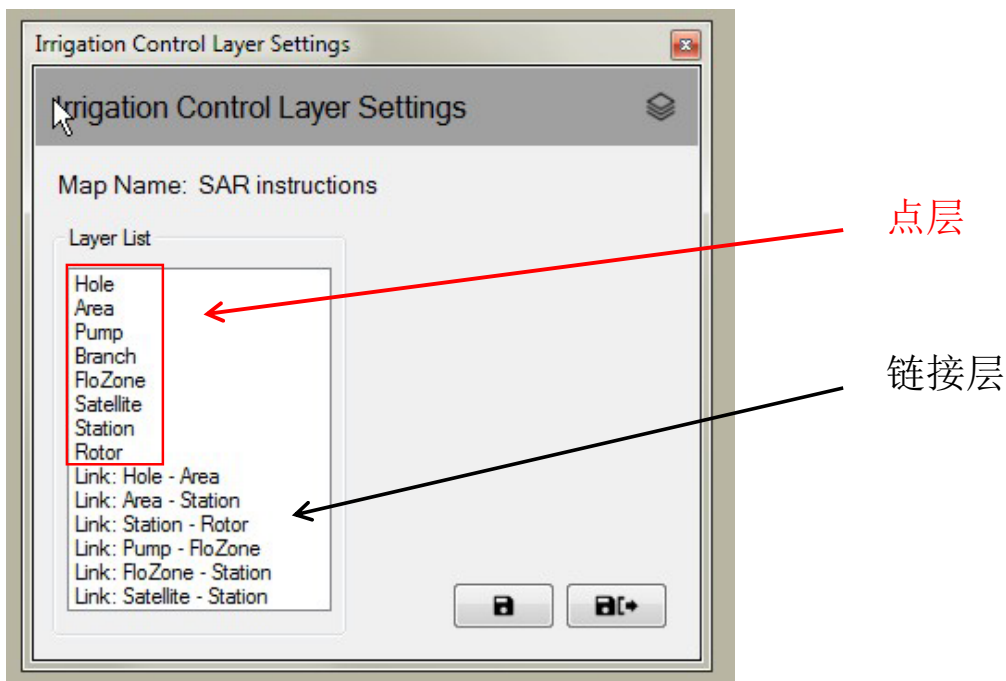 Irrigation Control Layer Settings
Irrigation Control Layer Settings
Map Name: SAR instructions
点层
Layer List
Hole
Area
Pump
Branch
FloZone
Satellite
Station
Rotor
链接层
Link: Hole - Area
Link: Area - Station
Link: Station - Rotor
Link: Pump - FloZone
Link: FloZone - Station
Link: Satellite - Station